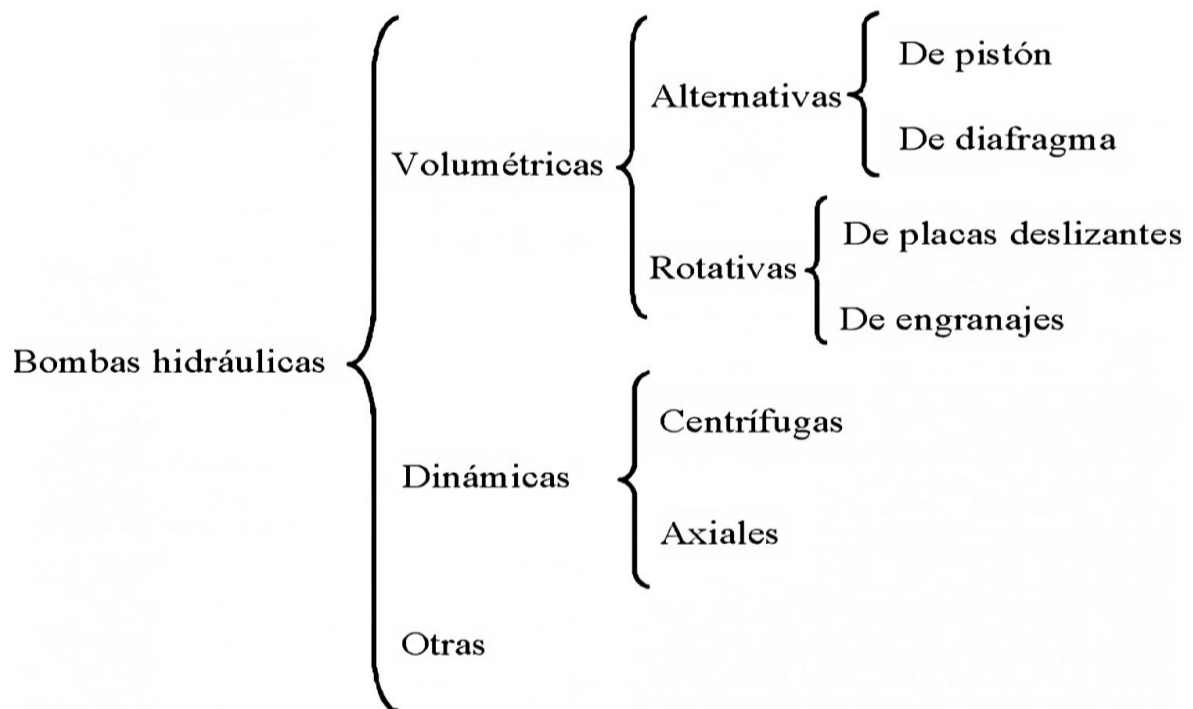 Bombas hidráulicas
Volumétricas
Alternativas
De pistón
De diafragma
Rotativas
De placas deslizantes
De engranajes
Dinámicas
Centrífugas
Axiales
Otras